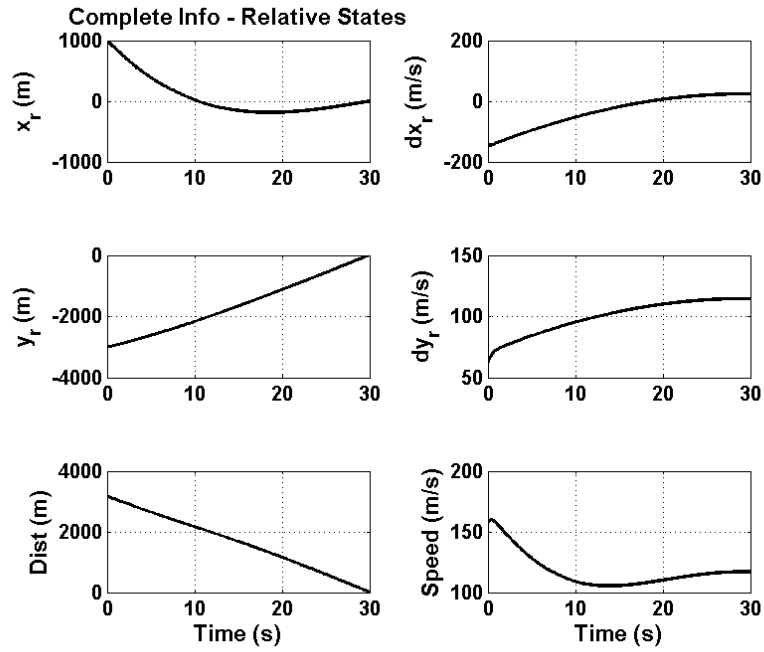 Complete Info - Relative States
1000
0
-1000
x_r (m)
0 10 20 30
200
0
-200
dx_r (m/s)
0 10 20 30
0
-2000
-4000
y_r (m)
0 10 20 30
150
100
50
dy_r (m/s)
0 10 20 30
4000
2000
0
Dist (m)
0 10 20 30
Time (s)
200
150
100
Speed (m/s)
0 10 20 30
Time (s)